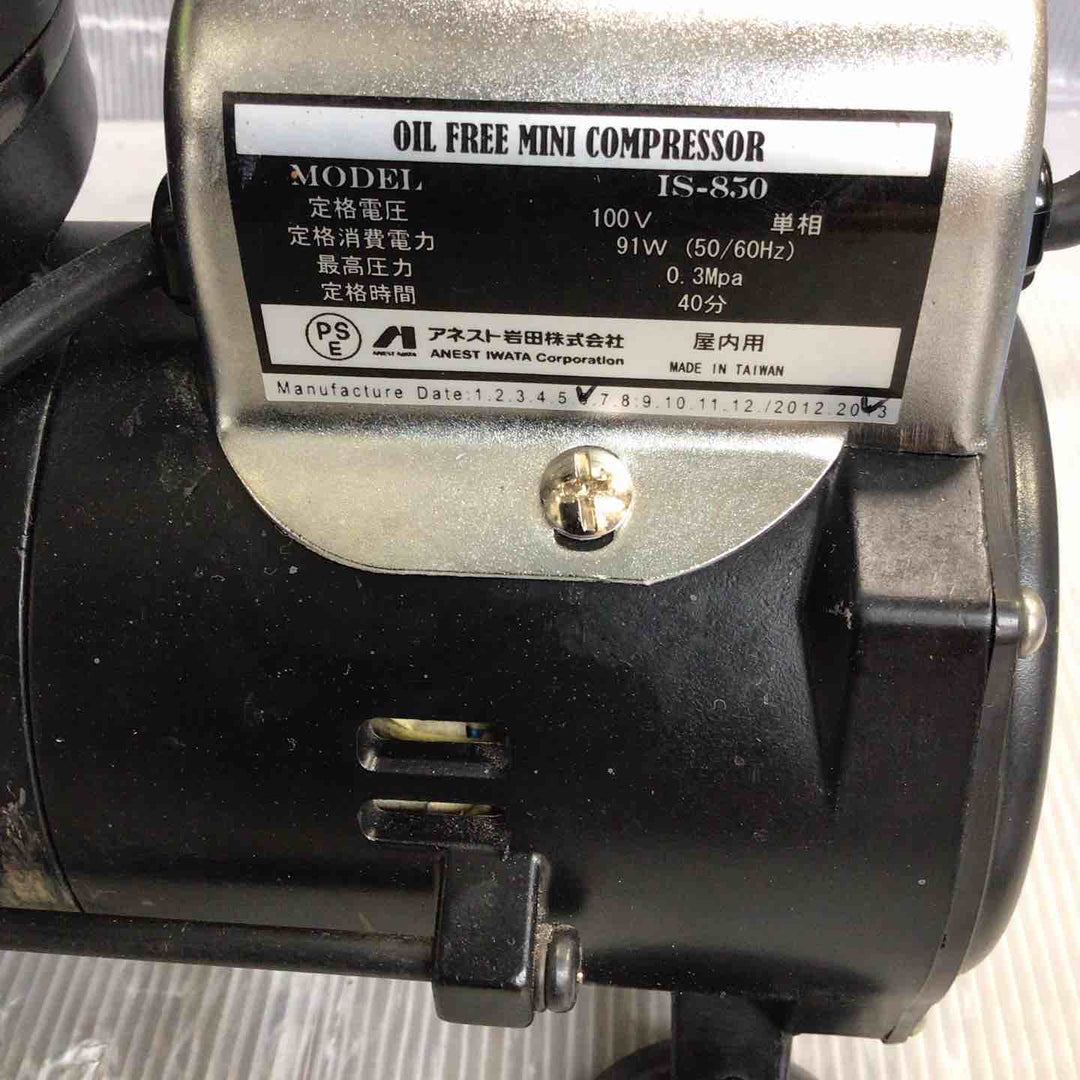 OIL FREE MINI COMPRESSOR
MODEL IS-850
定格電圧 100V 単相
定格消費電力 91W (50/60Hz)
最高圧力 0.3Mpa
定格時間 40分
PSE ANEST IWATA アネスト岩田株式会社 屋内用
ANEST IWATA Corporation MADE IN TAIWAN
Manufacture Date:1.2.3.4.5 .7.8.9.10.11.12./2012.2013